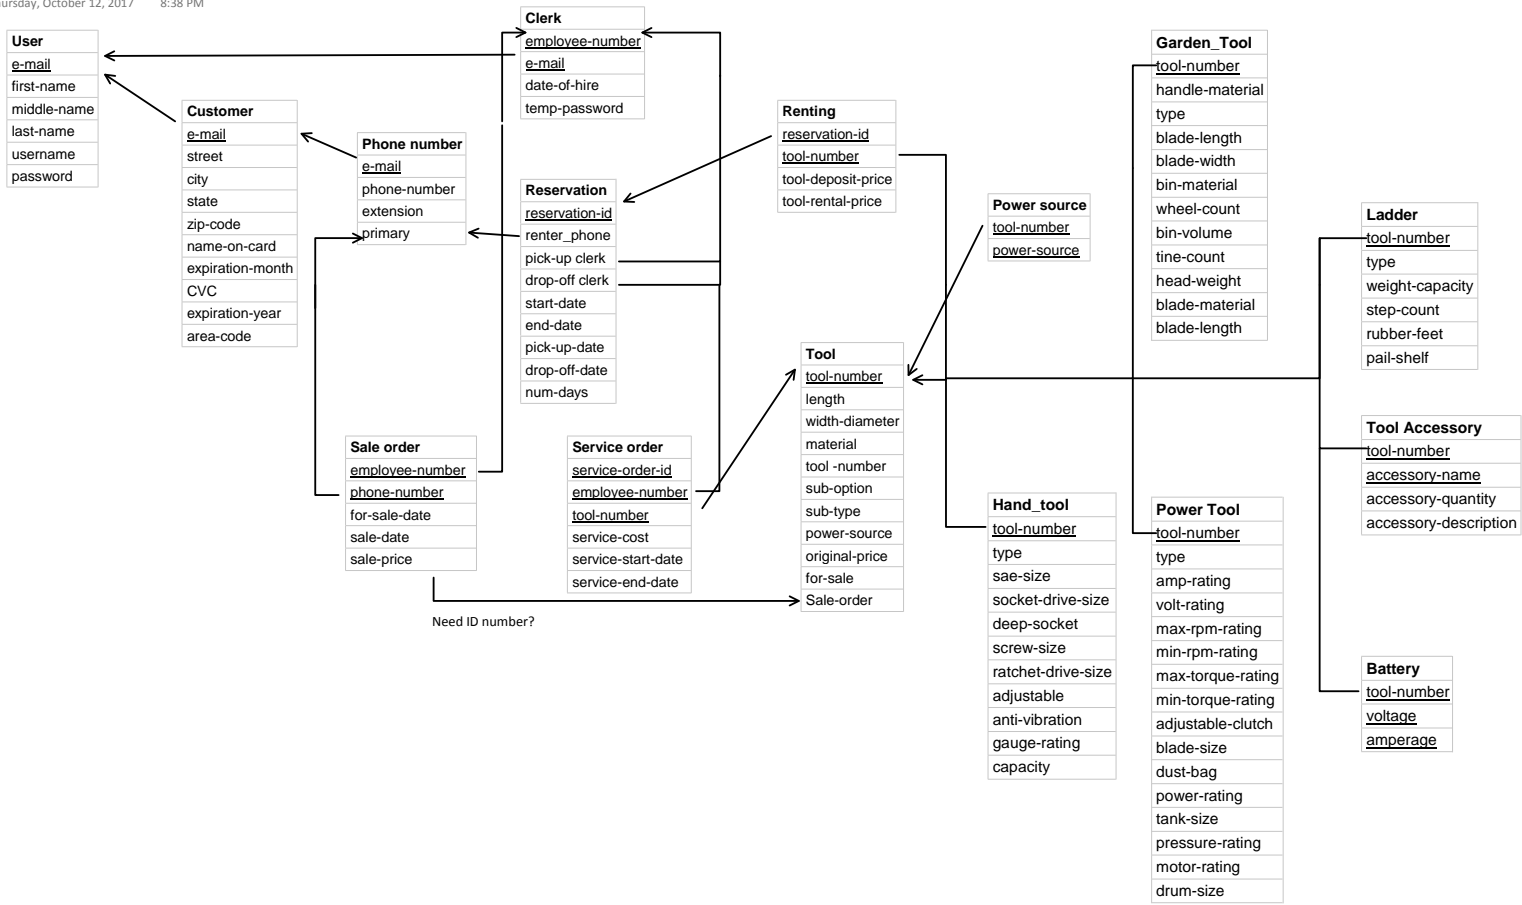 Thursday, October 12, 2017 8:38 PM
User
e-mail
first-name
middle-name
last-name
username
password
Customer
e-mail
street
city
state
zip-code
name-on-card
expiration-month
CVC
expiration-year
area-code
Phone number
e-mail
phone-number
extension
primary
Clerk
employee-number
e-mail
date-of-hire
temp-password
Reservation
reservation-id
renter_phone
pick-up clerk
drop-off clerk
start-date
end-date
pick-up-date
drop-off-date
num-days
Sale order
employee-number
phone-number
for-sale-date
sale-date
sale-price
Need ID number?
Service order
service-order-id
employee-number
tool-number
service-cost
service-start-date
service-end-date
Renting
reservation-id
tool-number
tool-deposit-price
tool-rental-price
Tool
tool-number
length
width-diameter
material
tool -number
sub-option
sub-type
power-source
original-price
for-sale
Sale-order
Power source
tool-number
power-source
Hand_tool
tool-number
type
sae-size
socket-drive-size
deep-socket
screw-size
ratchet-drive-size
adjustable
anti-vibration
gauge-rating
capacity
Garden_Tool
tool-number
handle-material
type
blade-length
blade-width
bin-material
wheel-count
bin-volume
tine-count
head-weight
blade-material
blade-length
Power Tool
tool-number
type
amp-rating
volt-rating
max-rpm-rating
min-rpm-rating
max-torque-rating
min-torque-rating
adjustable-clutch
blade-size
dust-bag
power-rating
tank-size
pressure-rating
motor-rating
drum-size
Ladder
tool-number
type
weight-capacity
step-count
rubber-feet
pail-shelf
Tool Accessory
tool-number
accessory-name
accessory-quantity
accessory-description
Battery
tool-number
voltage
amperage